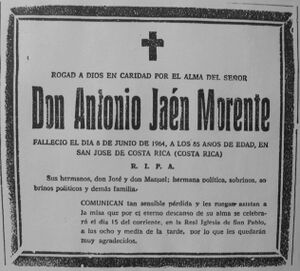 ROGAD A DIOS EN CARIDAD POR EL ALMA DEL SEÑOR
Don Antonio Jaén Morente
FALLECIO EL DIA 8 DE JUNIO DE 1964, A LOS 85 AÑOS DE EDAD, EN
SAN JOSE DE COSTA RICA (COSTA RICA)
R. I. P. A.
Sus hermanos, don José y don Manuel; hermana política, sobrinos, so
brinos políticos y demás familia:
COMUNICAN tan sensible pérdida y les ruegan asistan a
la misa que por el eterno descanso de su alma se celebra-
rá el día 15 del corriente, en la Real Iglesia de San Pablo,
a las ocho y media de la tarde, por lo que les quedarán
muy agradecidos.